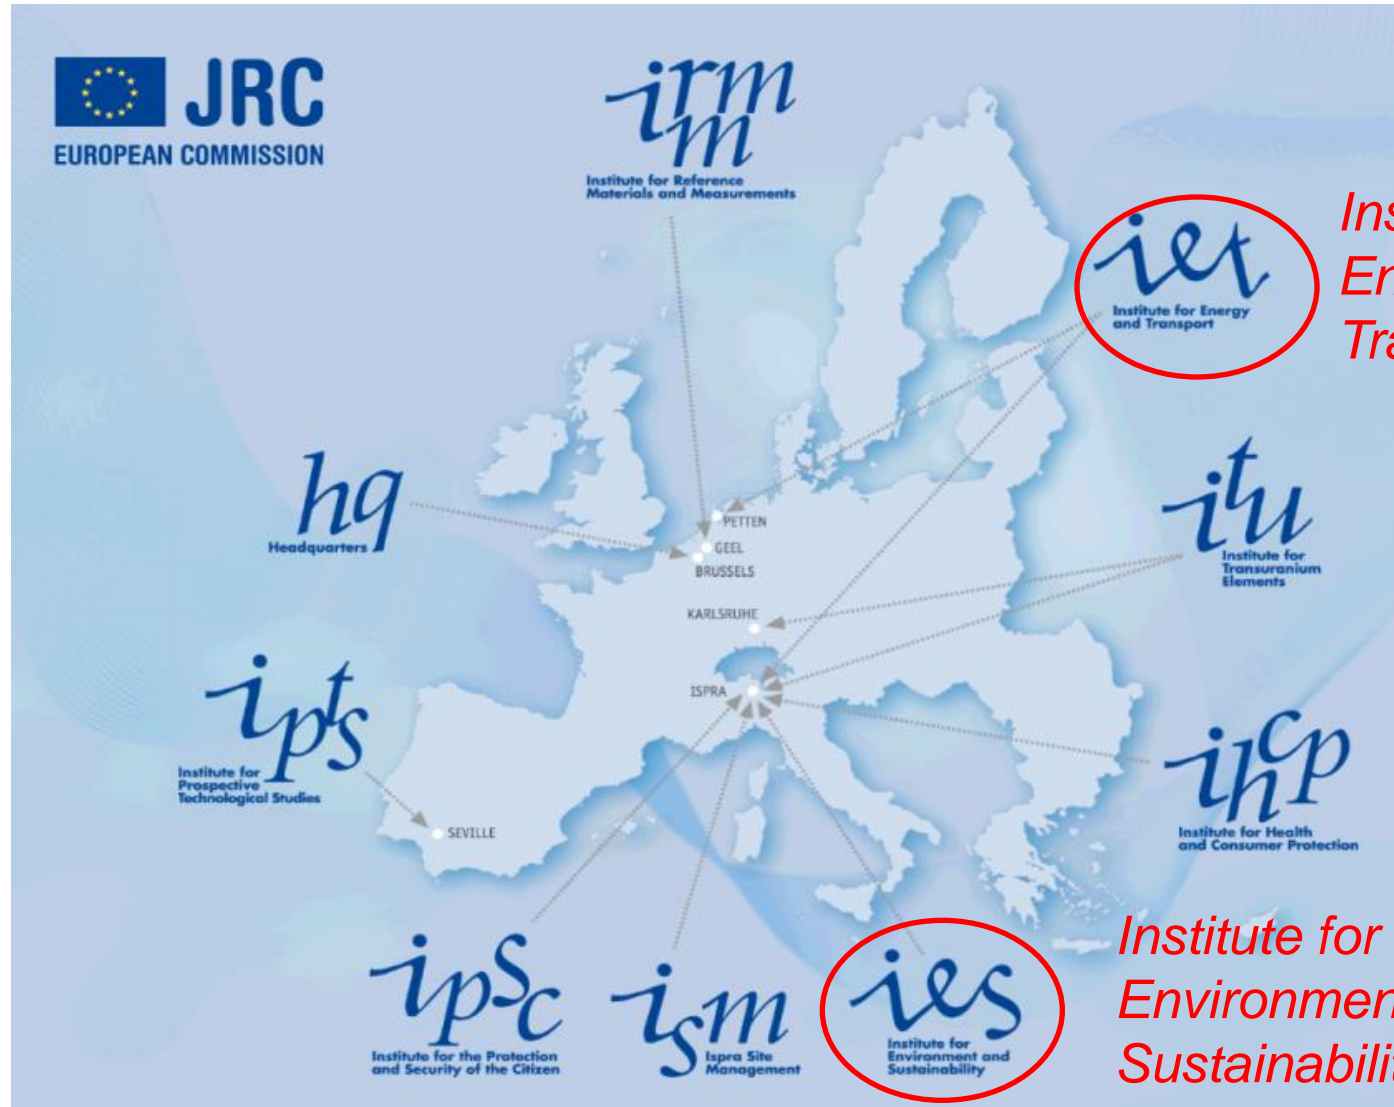 JRC
EUROPEAN COMMISSION
irmm
Institute for Reference
Materials and Measurements
iet
Institute for Energy
and Transport
hq
Headquarters
itu
Institute for
Transuranium
Elements
PETTEN
GEEL
BRUSSELS
KARLSRUHE
ISPRA
SEVILLE
ipts
Institute for
Prospective
Technological Studies
ihcp
Institute for Health
and Consumer Protection
ipsc
Institute for the Protection
and Security of the Citizen
ism
Ispra Site
Management
ies
Institute for
Environment and
Sustainability
Institute for